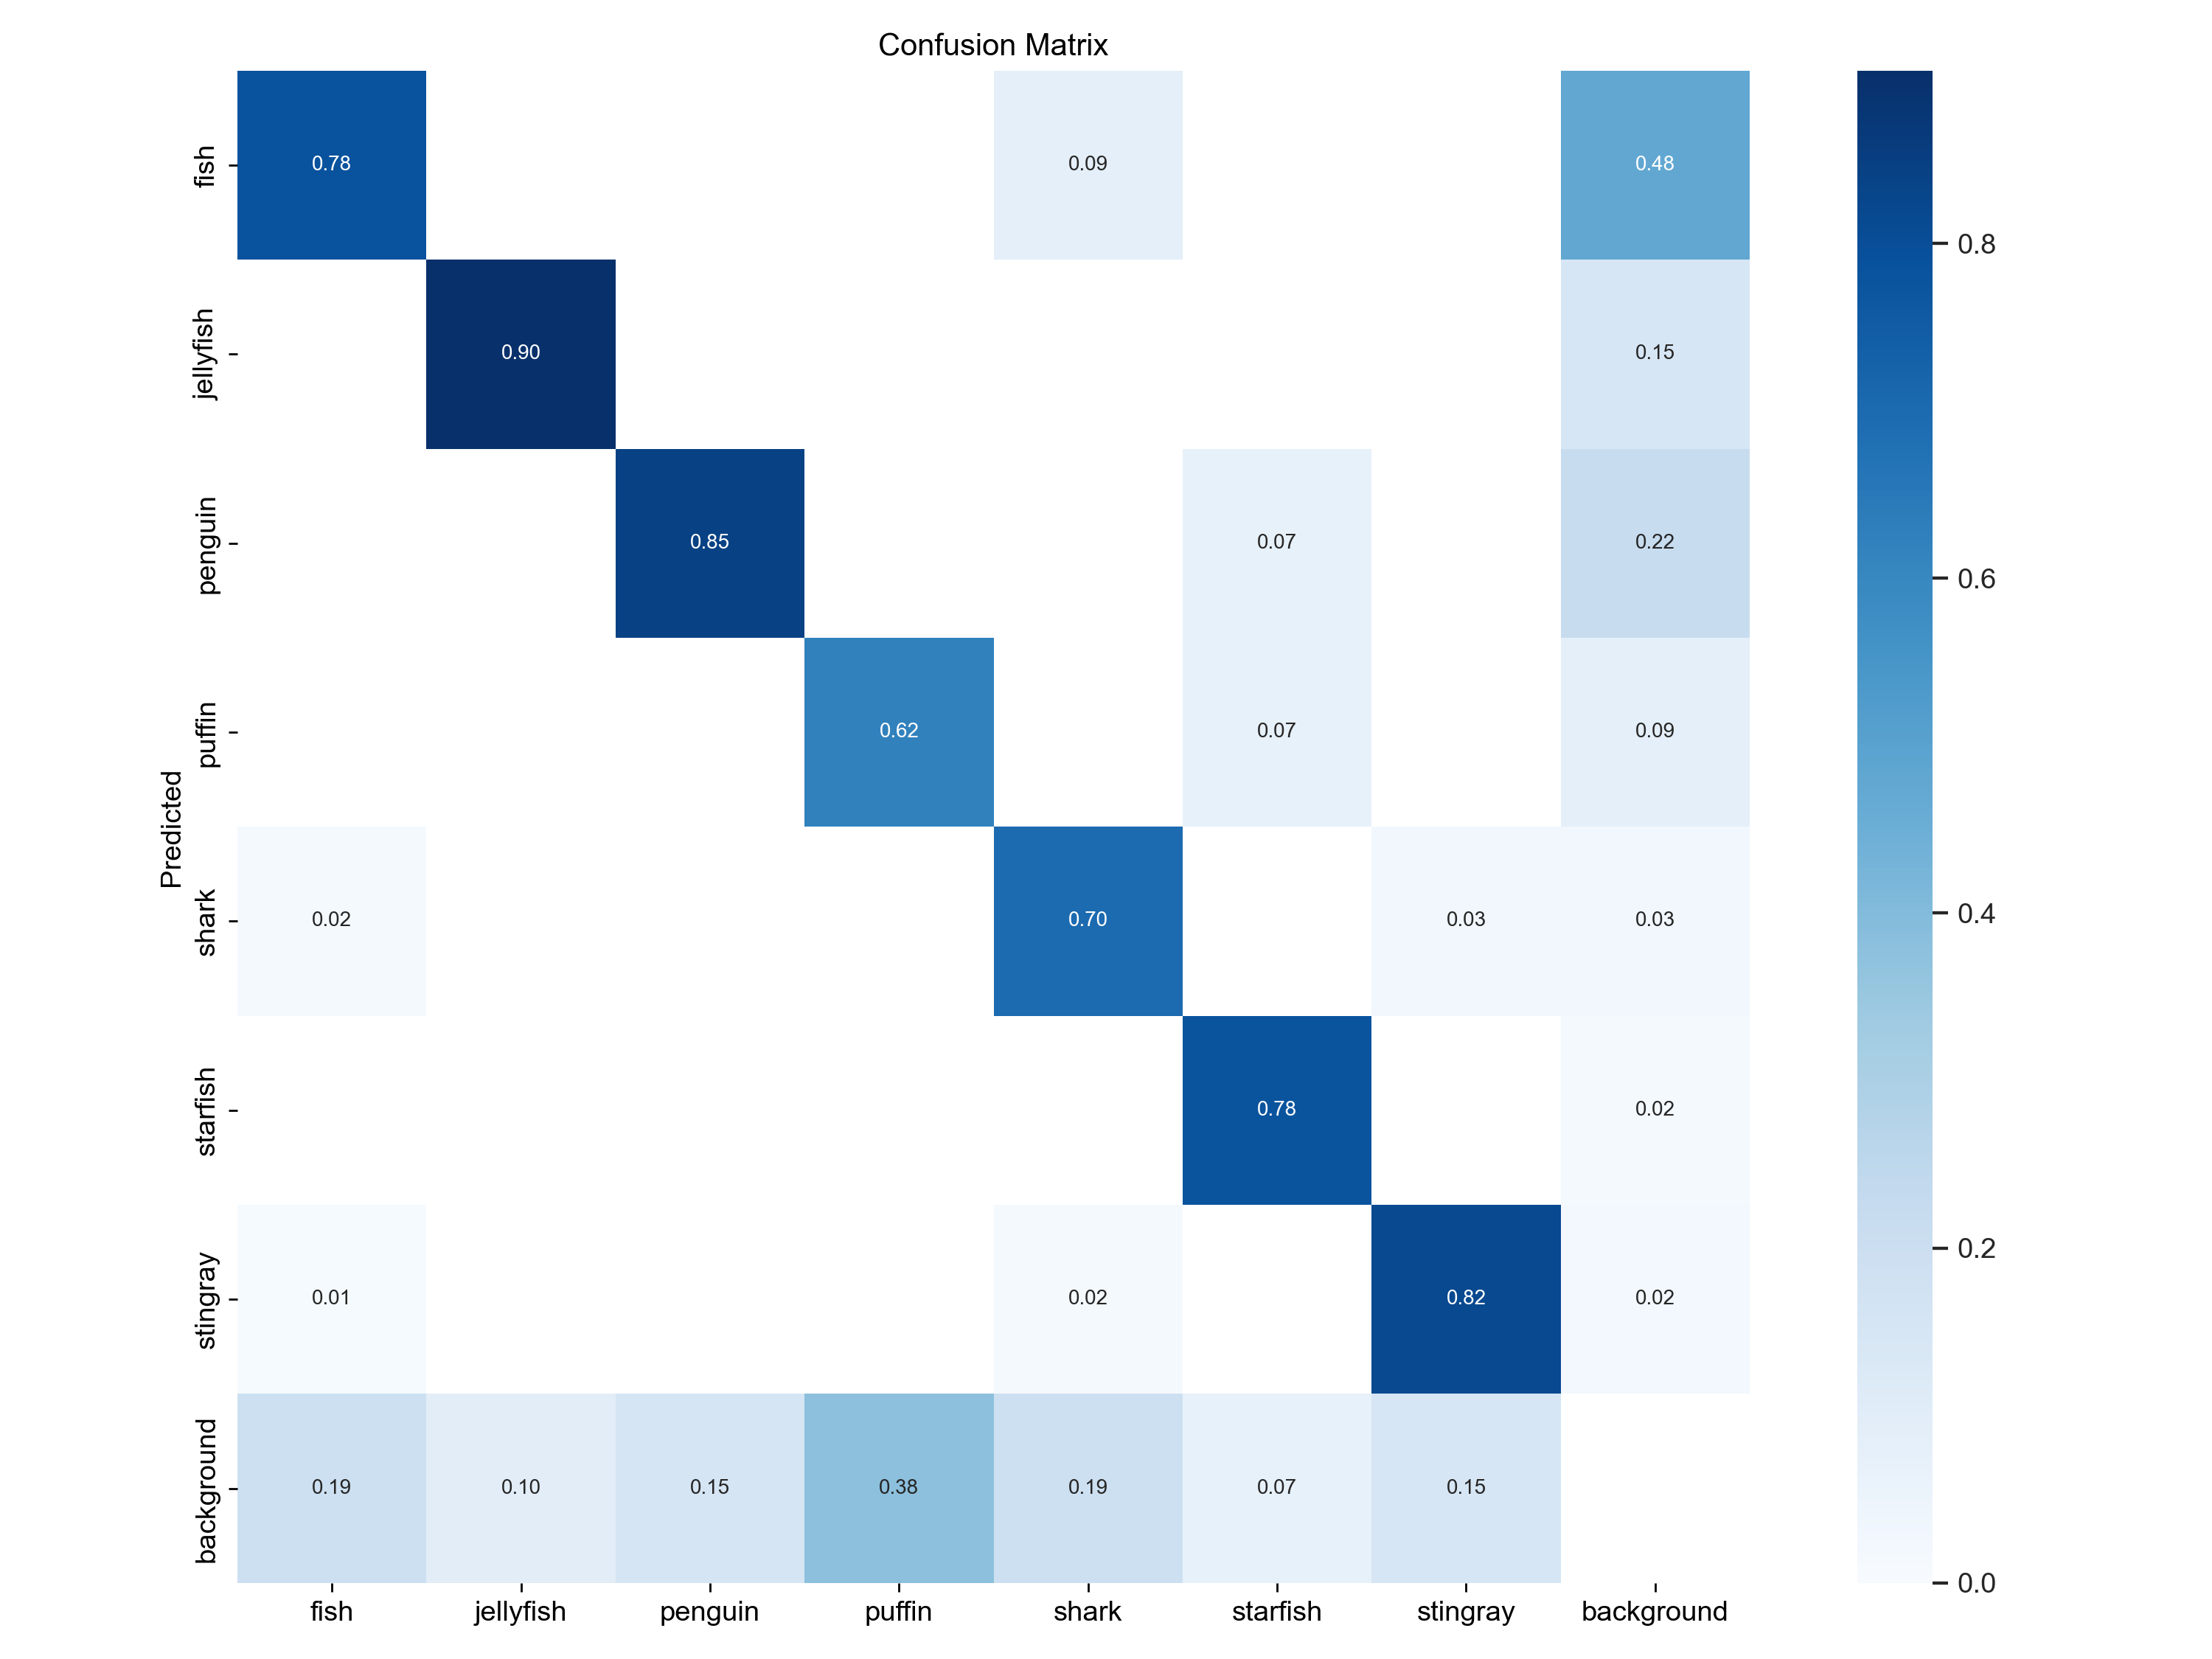 Confusion Matrix
fish 0.78 0.09 0.48
jellyfish 0.90 0.15
penguin 0.85 0.07 0.22
puffin 0.62 0.07 0.09
Predicted
shark 0.02 0.70 0.03 0.03
starfish 0.78 0.02
stingray 0.01 0.02 0.82 0.02
background 0.19 0.10 0.15 0.38 0.19 0.07 0.15
fish jellyfish penguin puffin shark starfish stingray background
0.8
0.6
0.4
0.2
0.0